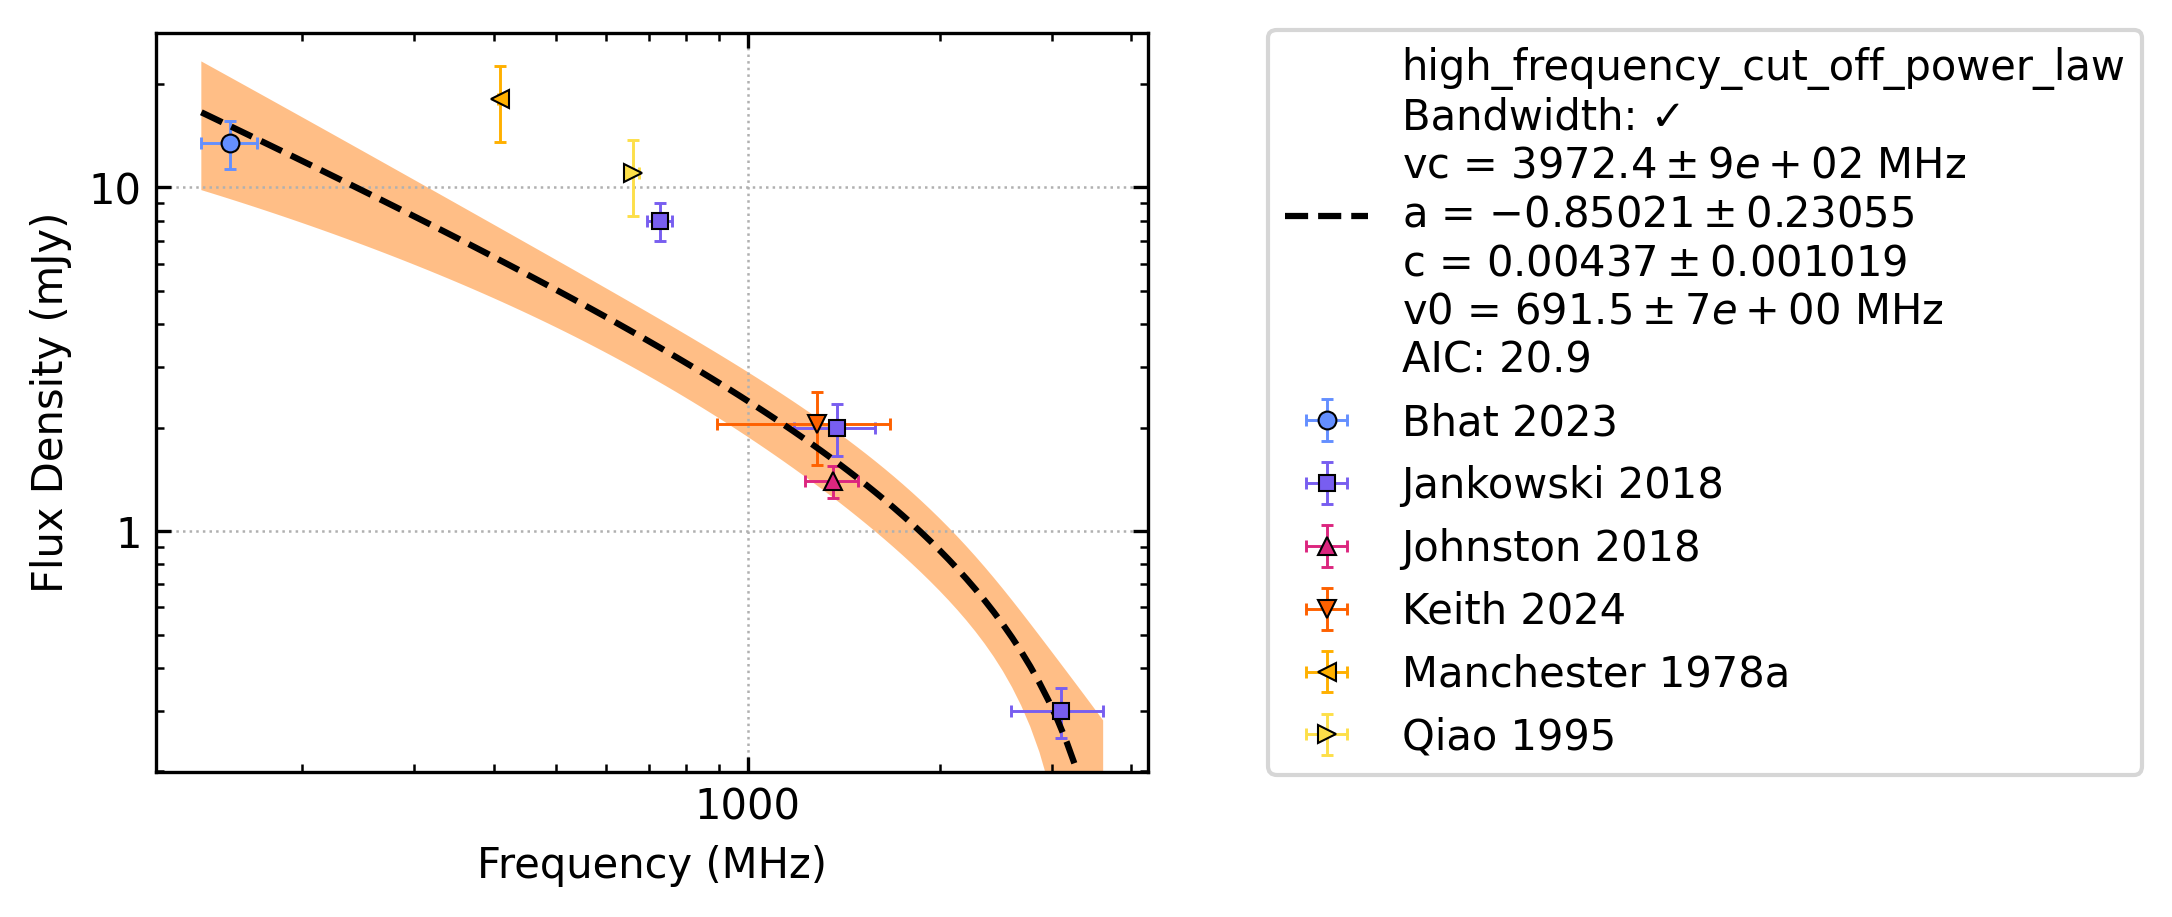 Flux Density (mJy)
10
1
1000
Frequency (MHz)
high_frequency_cut_off_power_law
Bandwidth: ✓
vc = 3972.4 ± 9e + 02 MHz
a = −0.85021 ± 0.23055
c = 0.00437 ± 0.001019
v0 = 691.5 ± 7e + 00 MHz
AIC: 20.9
Bhat 2023
Jankowski 2018
Johnston 2018
Keith 2024
Manchester 1978a
Qiao 1995